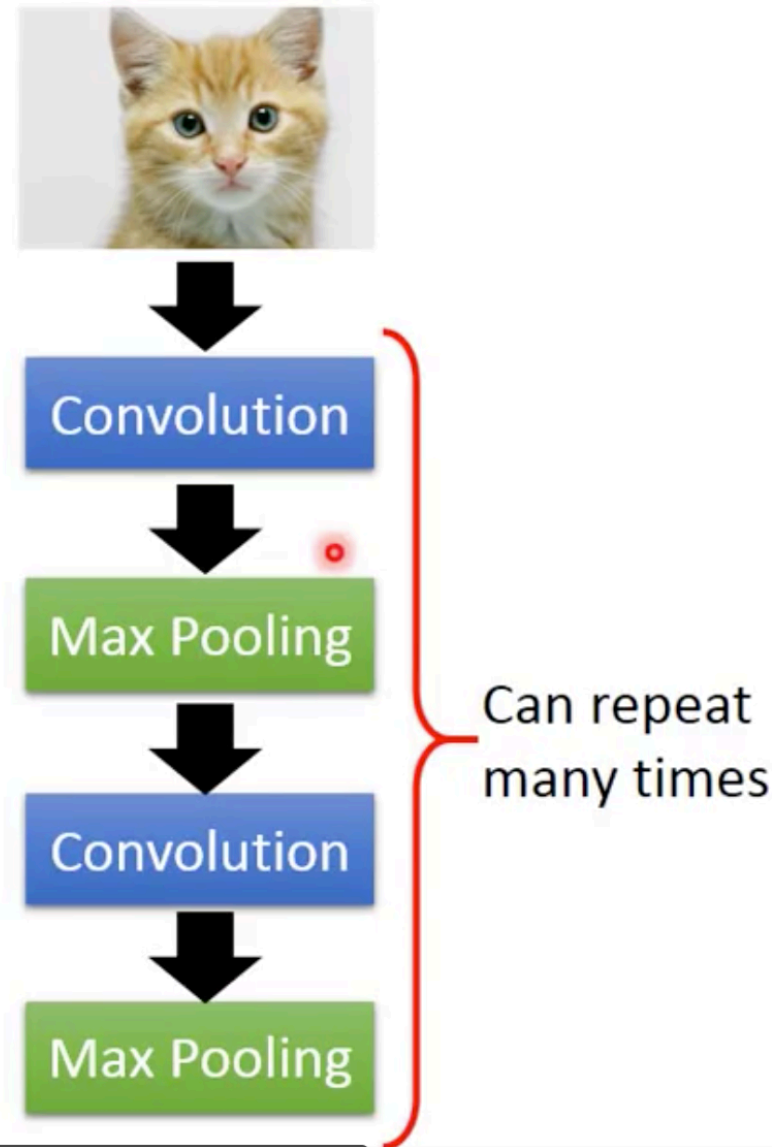 Convolution
Max Pooling
Can repeat
many times
Convolution
Max Pooling